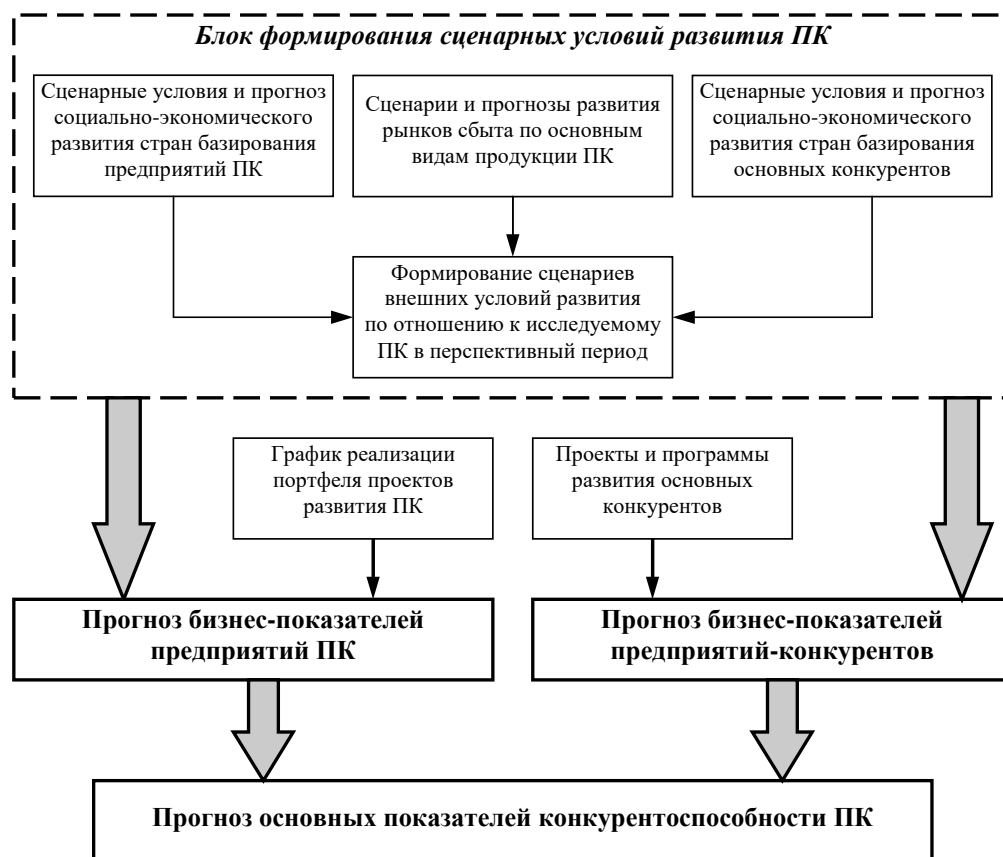 Блок формирования сценарных условий развития ПК
Сценарные условия и прогноз
социально-экономического
развития стран базирования
предприятий ПК
Сценарии и прогнозы развития
рынков сбыта по основным
видам продукции ПК
Сценарные условия и прогноз
социально-экономического
развития стран базирования
основных конкурентов
Формирование сценариев
внешних условий развития
по отношению к исследуемому
ПК в перспективный период
График реализации
портфеля проектов
развития ПК
Проекты и программы
развития основных
конкурентов
Прогноз бизнес-показателей
предприятий ПК
Прогноз бизнес-показателей
предприятий-конкурентов
Прогноз основных показателей конкурентоспособности ПК